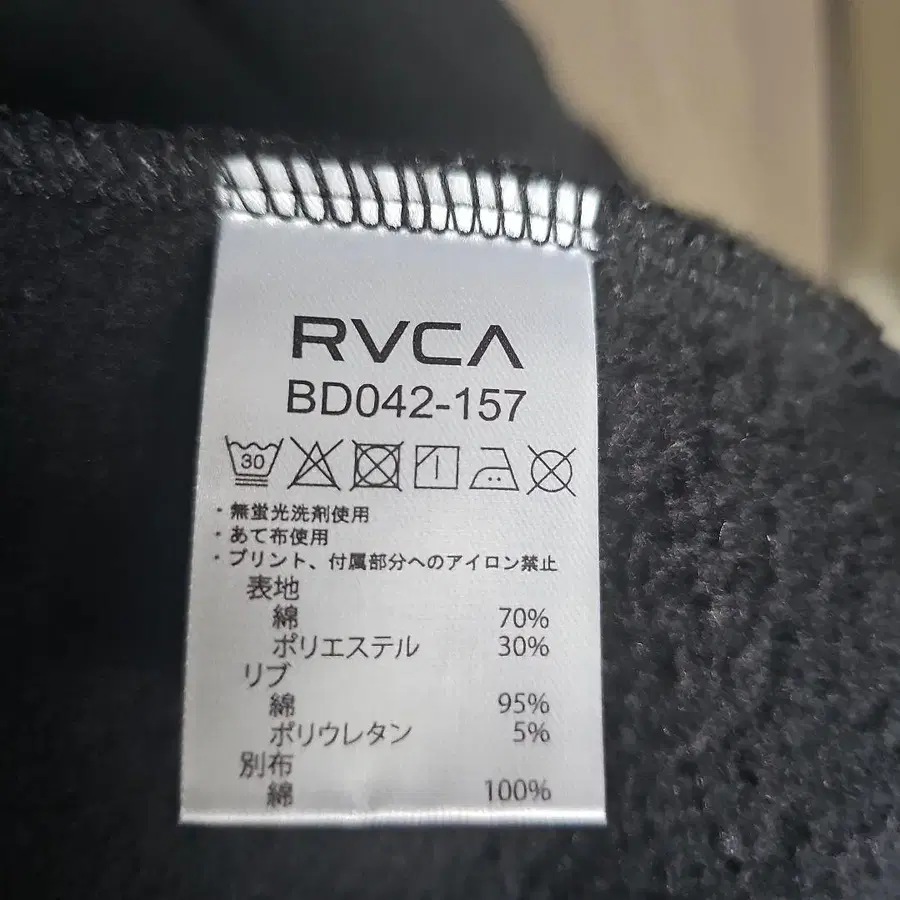 RVCA
BD042-157
30
・無蛍光洗剤使用
・あて布使用
・プリント、付属部分へのアイロン禁止
表地
綿 70%
ポリエステル 30%
リブ
綿 95%
ポリウレタン 5%
別布
綿 100%